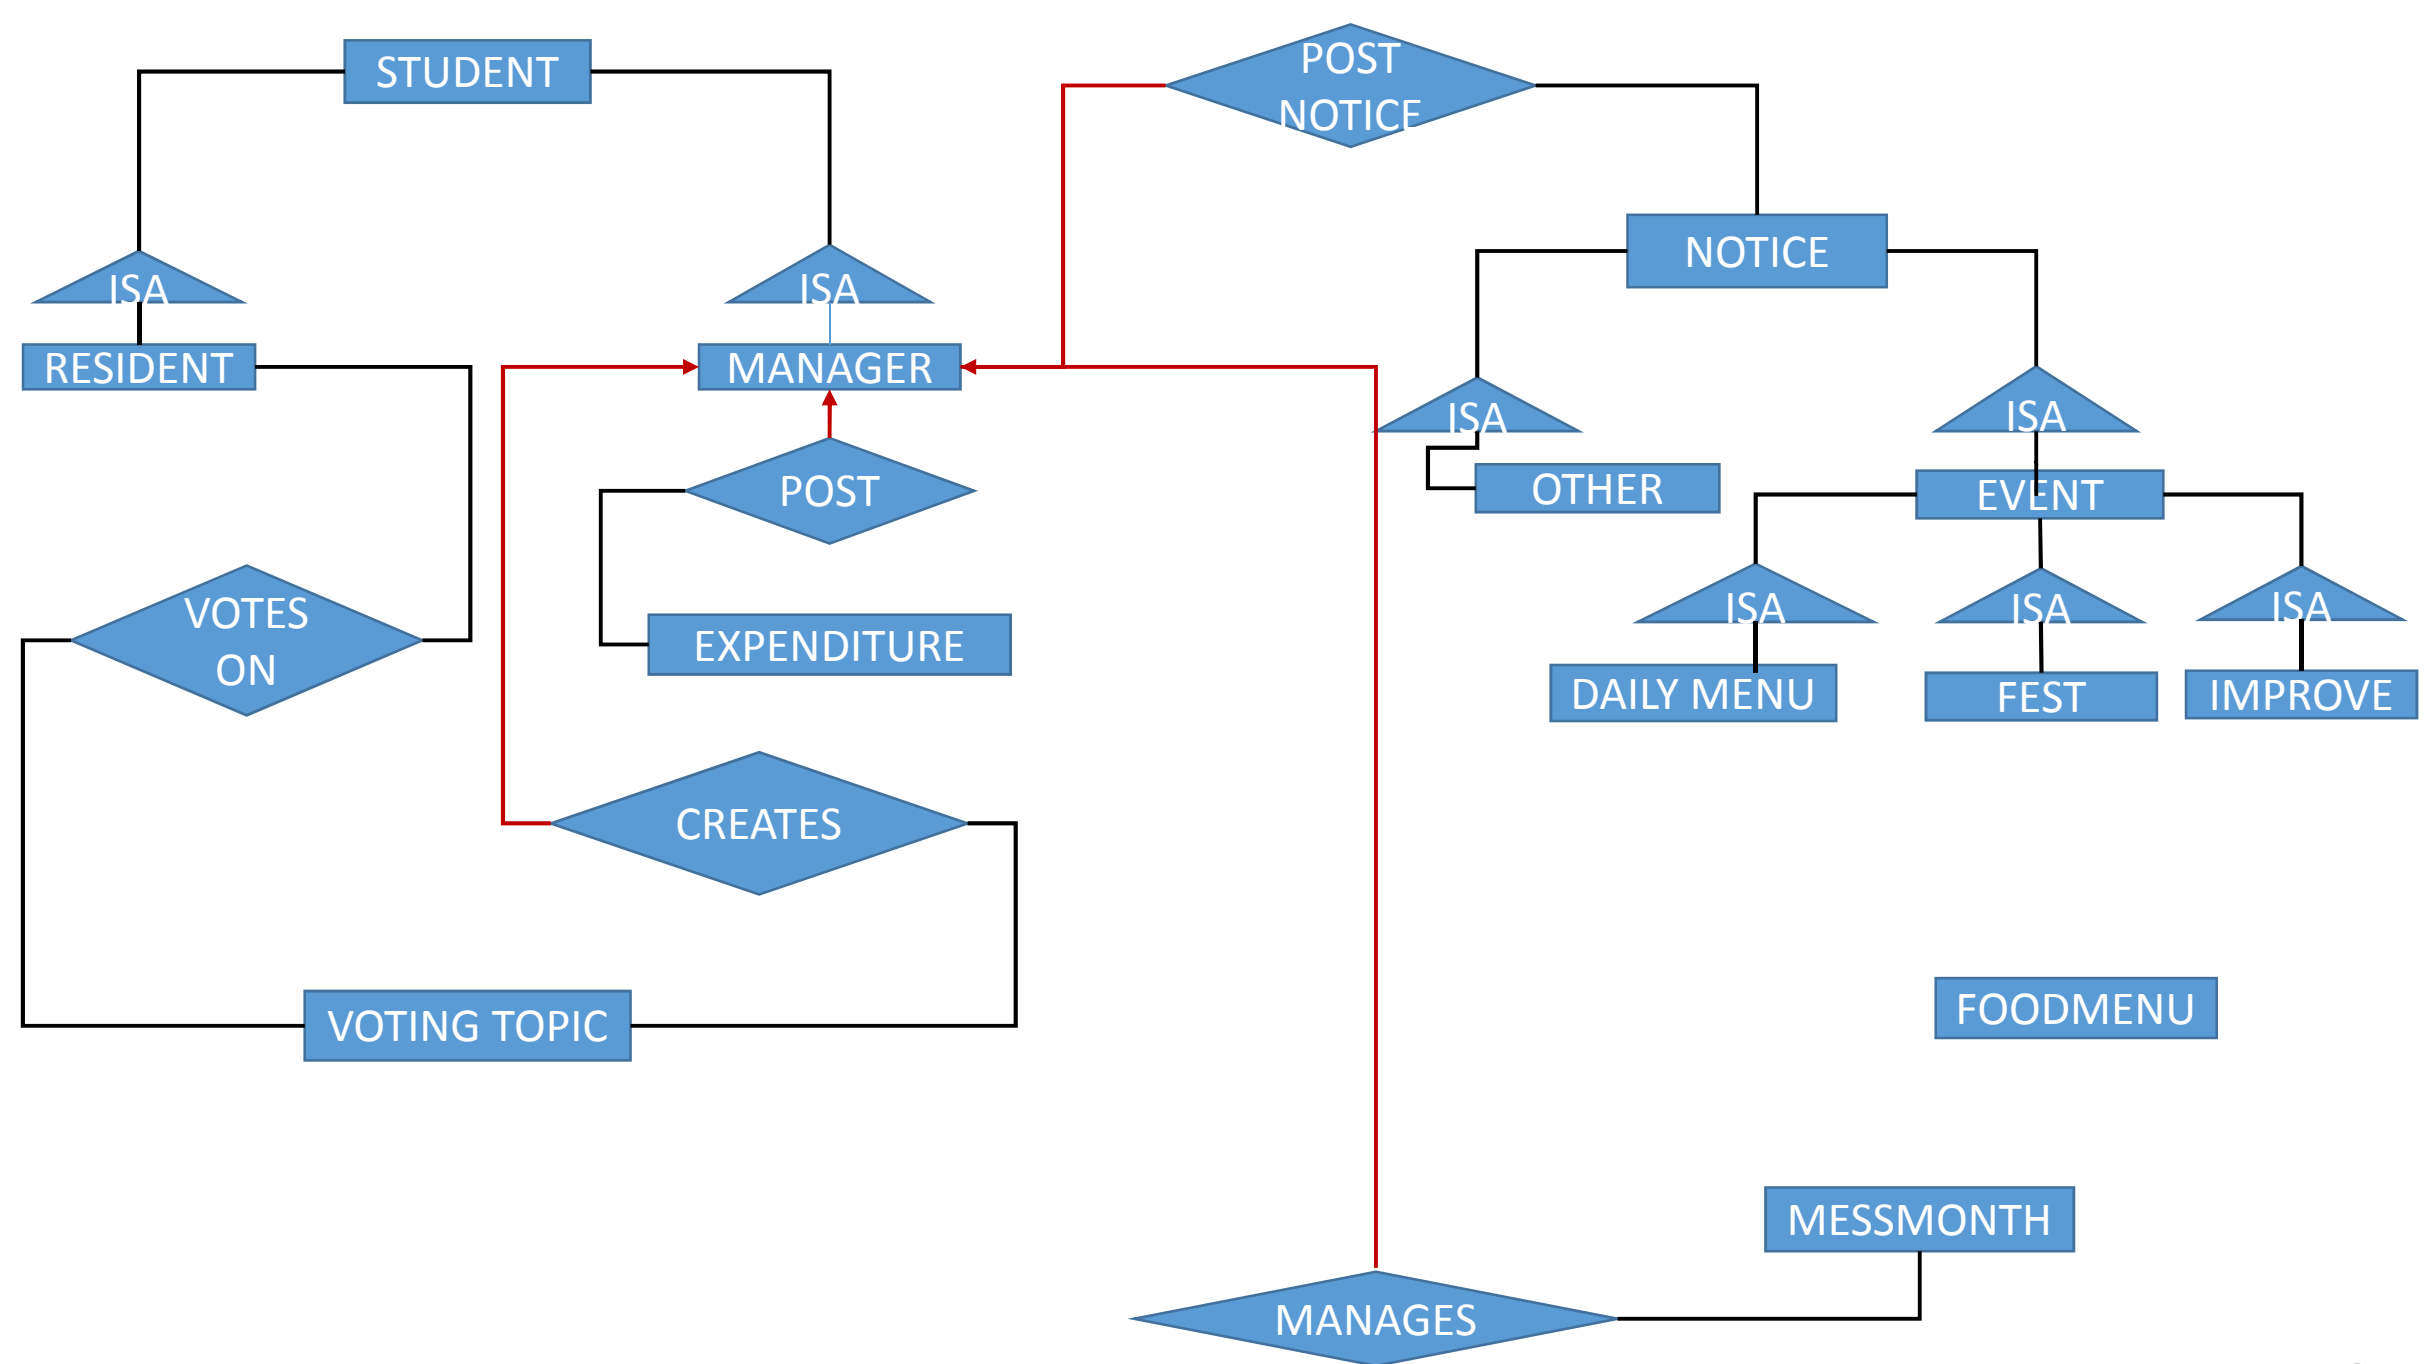 STUDENT
POST
NOTICE
NOTICE
ISA
ISA
RESIDENT
MANAGER
ISA
ISA
POST
OTHER
EVENT
VOTES
ON
EXPENDITURE
ISA
ISA
ISA
DAILY MENU
FEST
IMPROVE
CREATES
VOTING TOPIC
FOODMENU
MESSMONTH
MANAGES